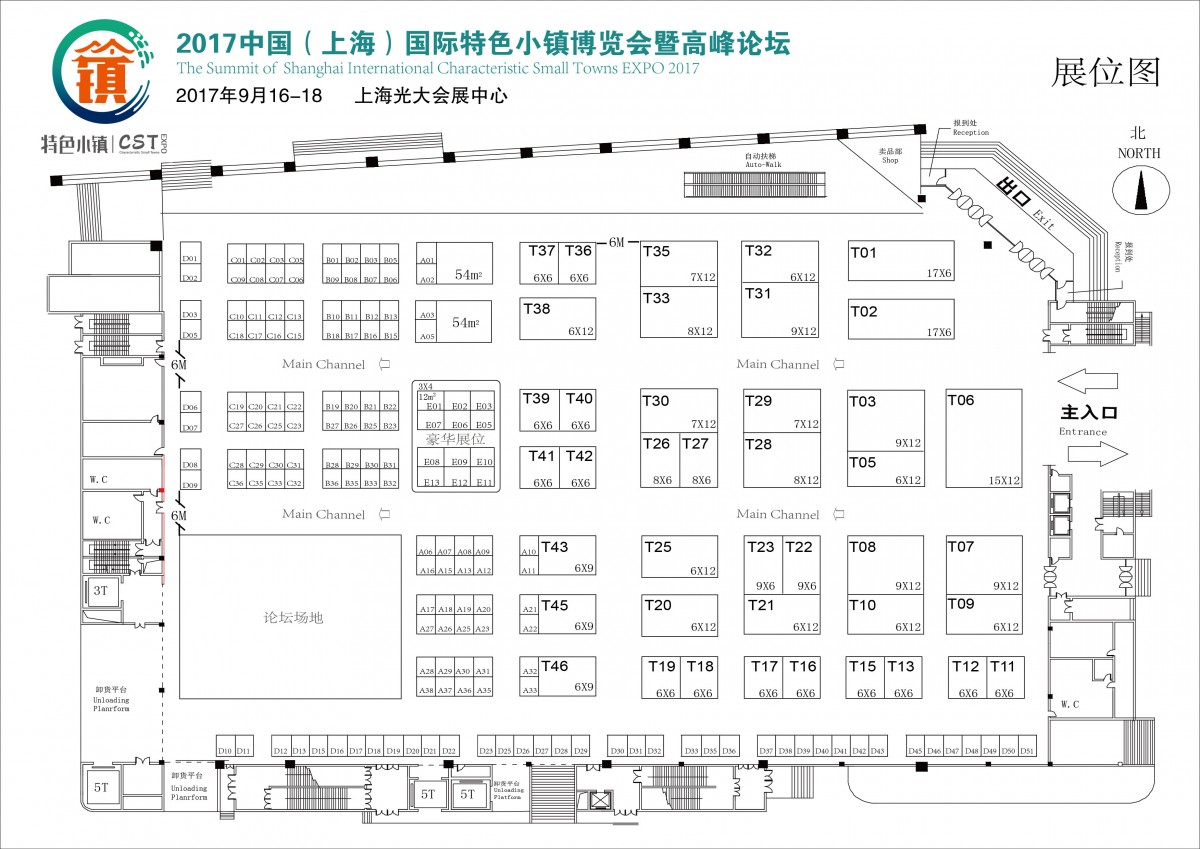 2017中国（上海）国际特色小镇博览会暨高峰论坛
The Summit of Shanghai International Characteristic Small Towns EXPO 2017
2017年9月16-18 上海光大会展中心
展位图
镇
特色小镇 CST EXPO
Characteristic Small Towns
报到处
Reception
北
NORTH
自动扶梯
Auto-Walk
卖品部
Shop
出口 Exit
报到处
Reception
D01 C01 C02 C03 C05 B01 B02 B03 B05 A01 T37 T36 6M T35 T32 T01
D02 C09 C08 C07 C06 B09 B08 B07 B06 A02 54m² 6X6 6X6 7X12 6X12 17X6
T33 T31
D03 C10 C11 C12 C13 B10 B11 B12 B13 A03 54m² T38 T02
D05 C18 C17 C16 C15 B18 B17 B16 B15 A05 6X12 8X12 9X12 17X6
6M Main Channel Main Channel
3X4
12m²
D06 C19 C20 C21 C22 B19 B20 B21 B22 E01 E02 E03 T39 T40 T30 T29 T03 T06
D07 C27 C26 C25 C23 B27 B26 B25 B23 E07 E06 E05 6X6 6X6 7X12 7X12 9X12
主入口
Entrance
豪华展位
T26 T27 T28
D08 C28 C29 C30 C31 B28 B29 B30 B31 E08 E09 E10 T41 T42 T05
D09 C36 C35 C33 C32 B36 B35 B33 B32 E13 E12 E11 6X6 6X6 8X6 8X6 8X12 6X12 15X12
W.C
6M Main Channel Main Channel
W.C
A06 A07 A08 A09 A10 T43 T25 T23 T22 T08 T07
A16 A15 A13 A12 A11 6X9 6X12 9X6 6X6 9X12 9X12
3T
论坛场地
A17 A18 A19 A20 A21 T45 T20 T21 T10 T09
A27 A26 A25 A23 A22 6X9 6X12 6X12 6X12 6X12
A28 A29 A30 A31 A32 T46 T19 T18 T17 T16 T15 T13 T12 T11
A38 A37 A36 A35 A33 6X9 6X6 6X6 6X6 6X6 6X6 6X6 6X6 6X6
卸货平台
Unloading
Planrform
W.C
D10 D11 D12 D13 D15 D16 D17 D18 D19 D20 D21 D22 D23 D25 D26 D27 D28 D29 D30 D31 D32 D33 D35 D36 D37 D38 D39 D40 D41 D42 D43 D45 D46 D47 D48 D49 D50 D51
5T
卸货平台
Unloading
Planrform
5T 5T
卸货平台
Unloading
Platform